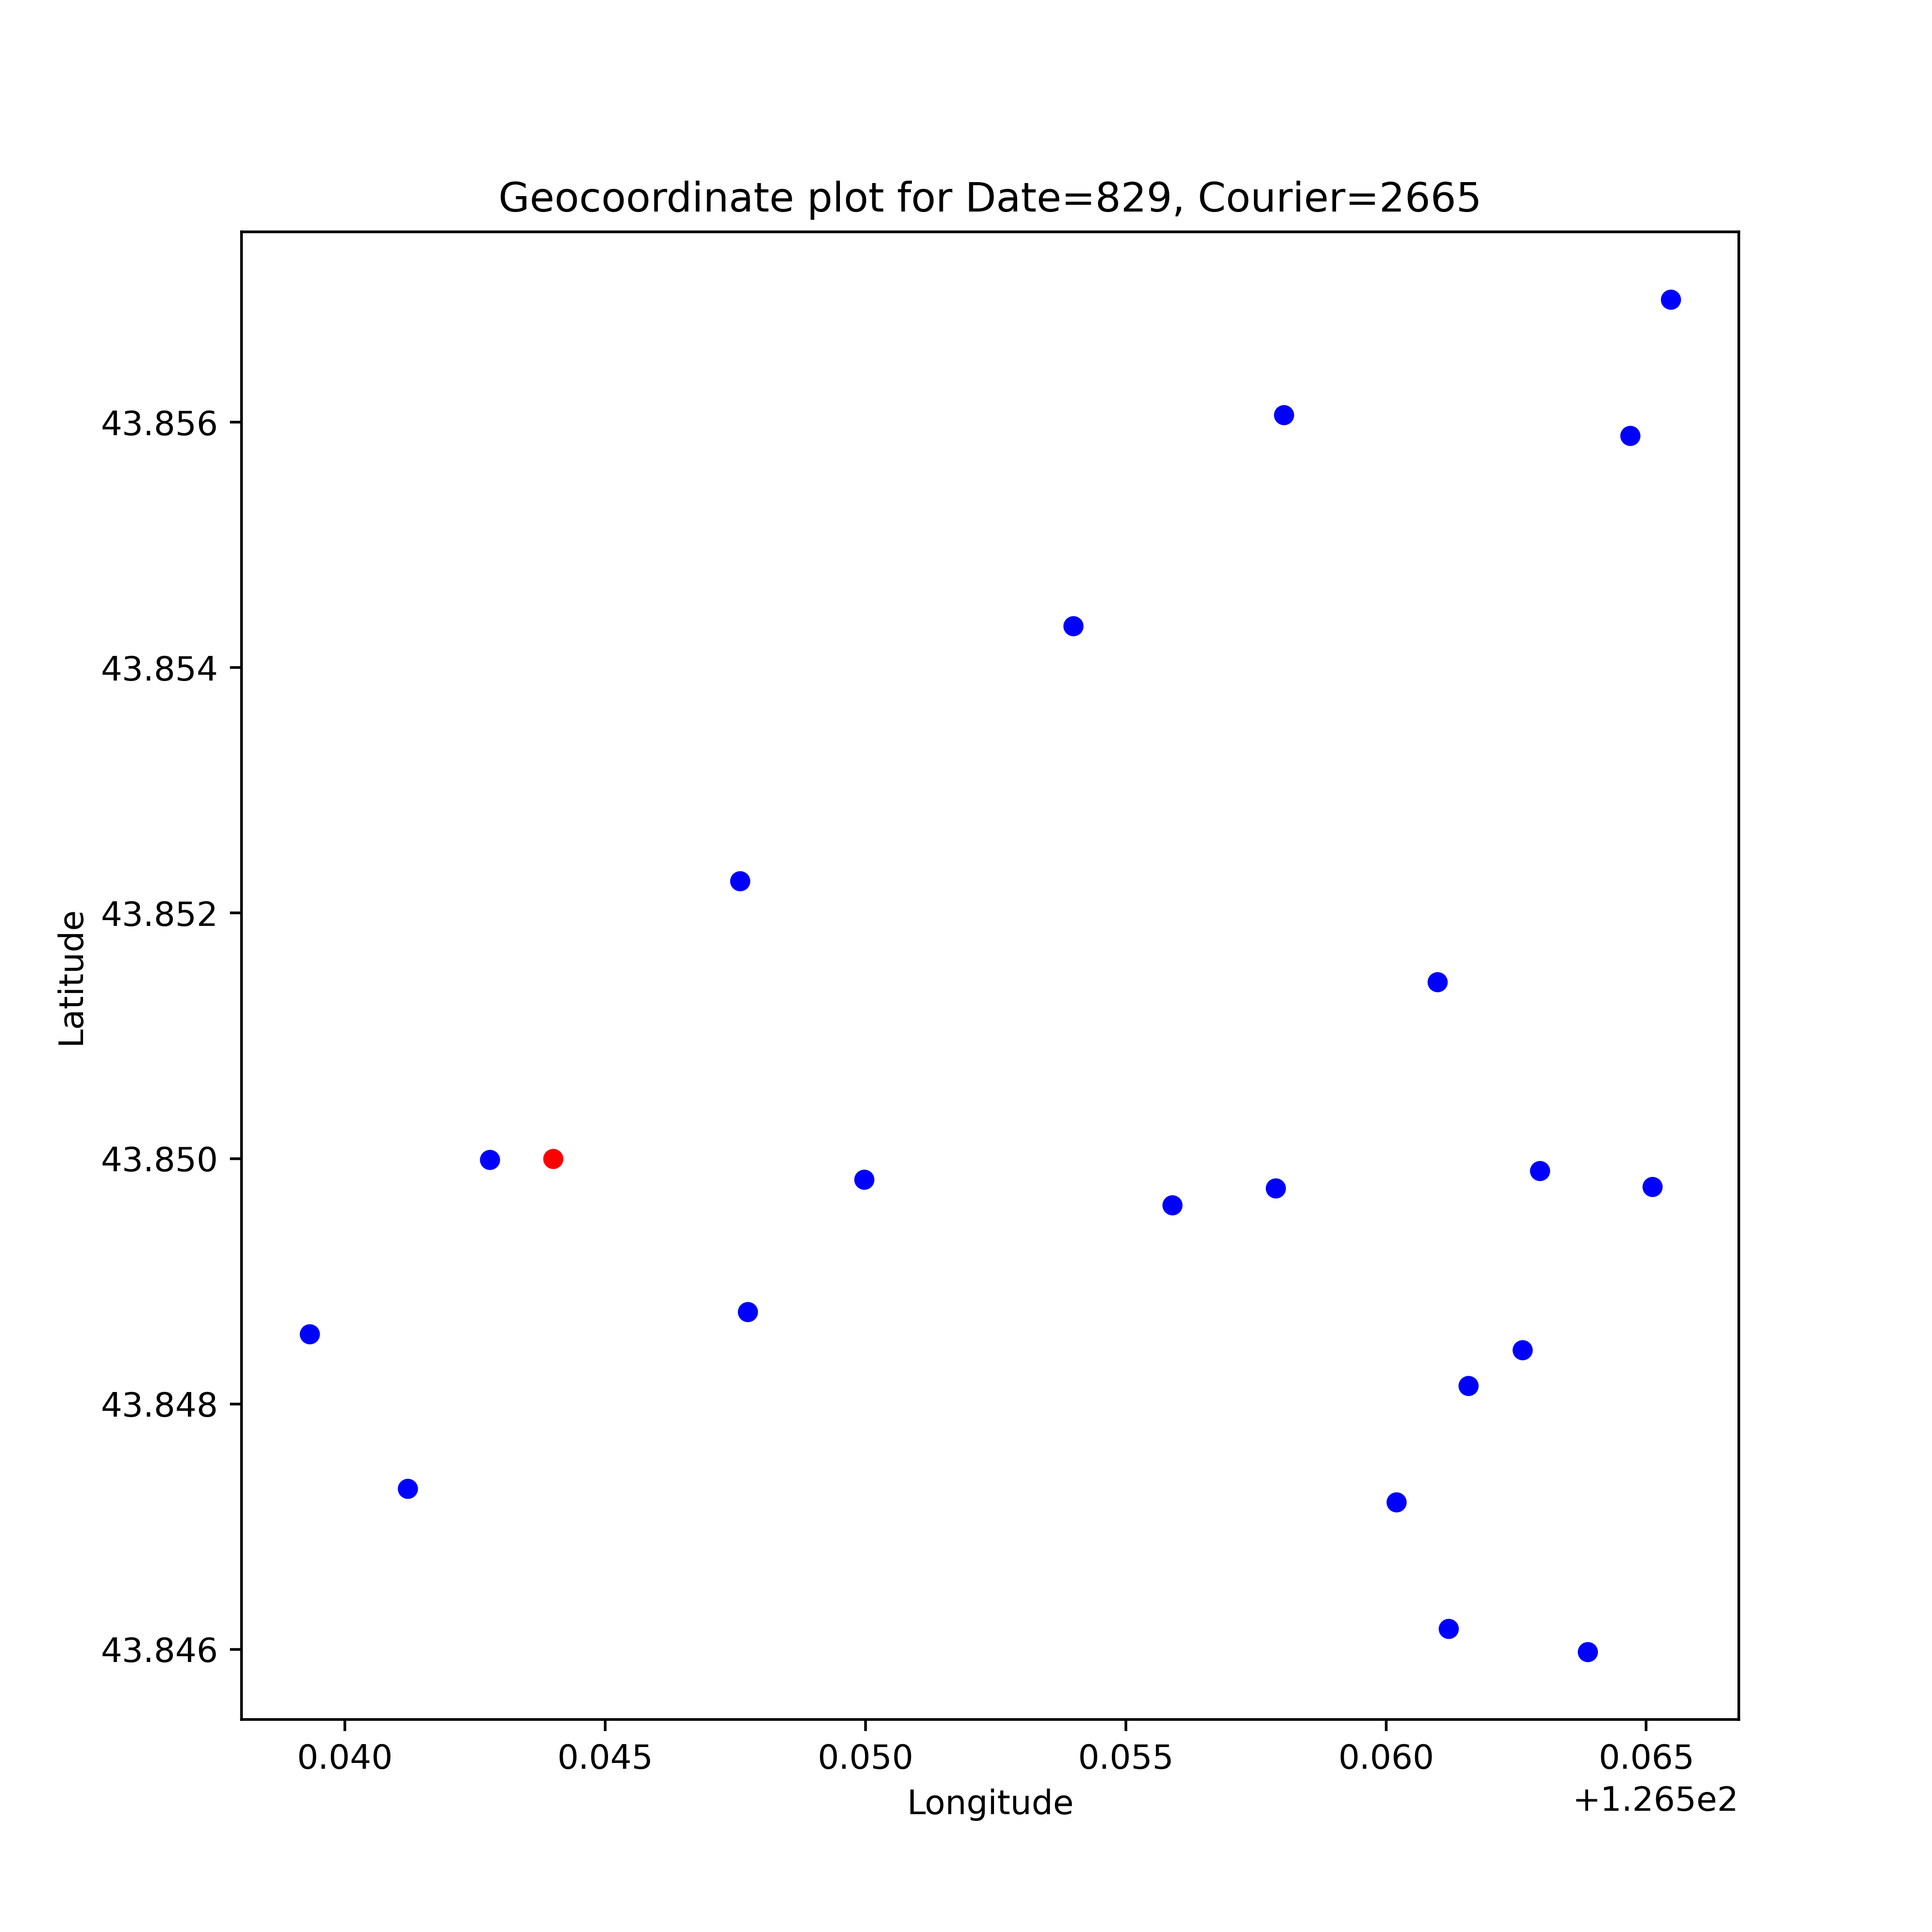 Geocoordinate plot for Date=829, Courier=2665
43.856
43.854
43.852
43.850
43.848
43.846
Latitude
0.040 0.045 0.050 0.055 0.060 0.065
+1.265e2
Longitude